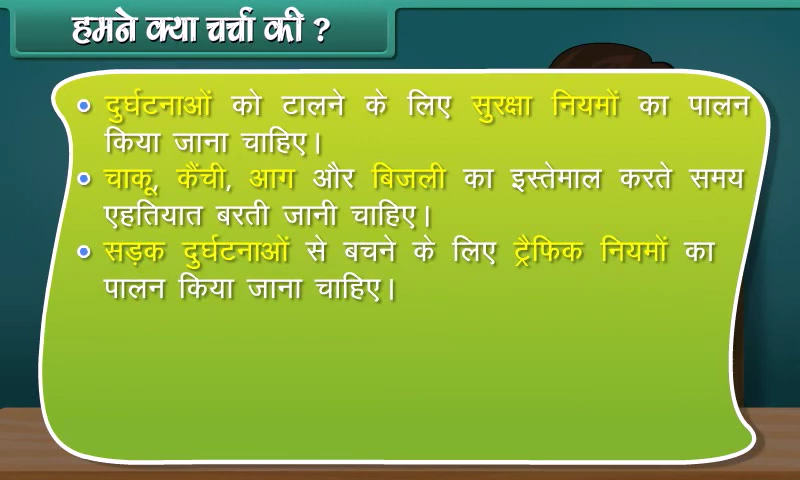 हमने क्या चर्चा की ?
दुर्घटनाओं को टालने के लिए सुरक्षा नियमों का पालन
किया जाना चाहिए।
चाकू, कैंची, आग और बिजली का इस्तेमाल करते समय
एहतियात बरती जानी चाहिए।
सड़क दुर्घटनाओं से बचने के लिए ट्रैफिक नियमों का
पालन किया जाना चाहिए।